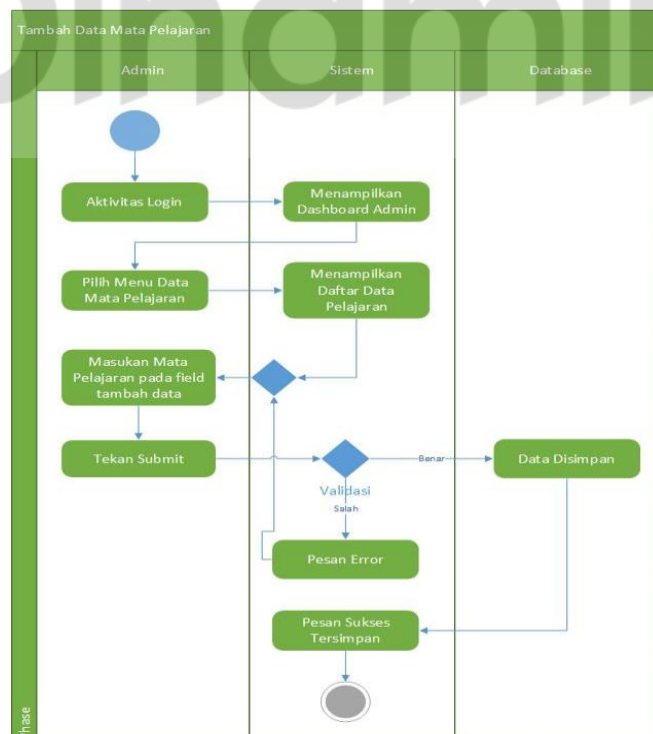 Tambah Data Mata Pelajaran
Admin
Sistem
Database
Aktivitas Login
Menampilkan
Dashboard Admin
Pilih Menu Data
Mata Pelajaran
Menampilkan
Daftar Data
Pelajaran
Masukan Mata
Pelajaran pada field
tambah data
Tekan Submit
Validasi
Benar
Salah
Data Disimpan
Pesan Error
Pesan Sukses
Tersimpan
hase